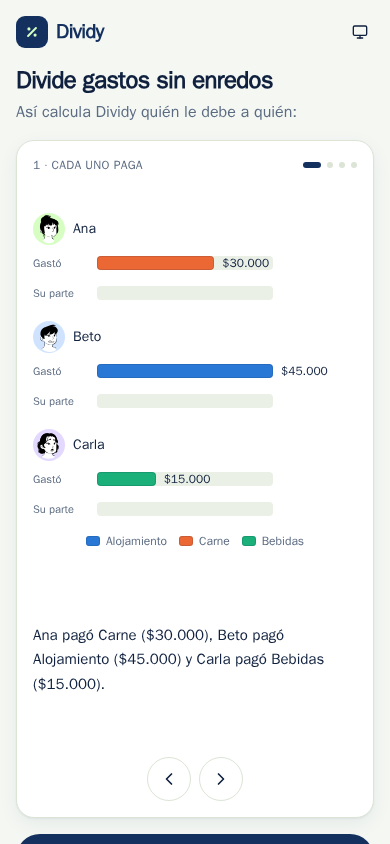 Dividy
Divide gastos sin enredos
Así calcula Dividy quién le debe a quién:
1 · CADA UNO PAGA
Ana
Gastó $30.000
Su parte
Beto
Gastó $45.000
Su parte
Carla
Gastó $15.000
Su parte
Alojamiento Carne Bebidas
Ana pagó Carne ($30.000), Beto pagó
Alojamiento ($45.000) y Carla pagó Bebidas
($15.000).